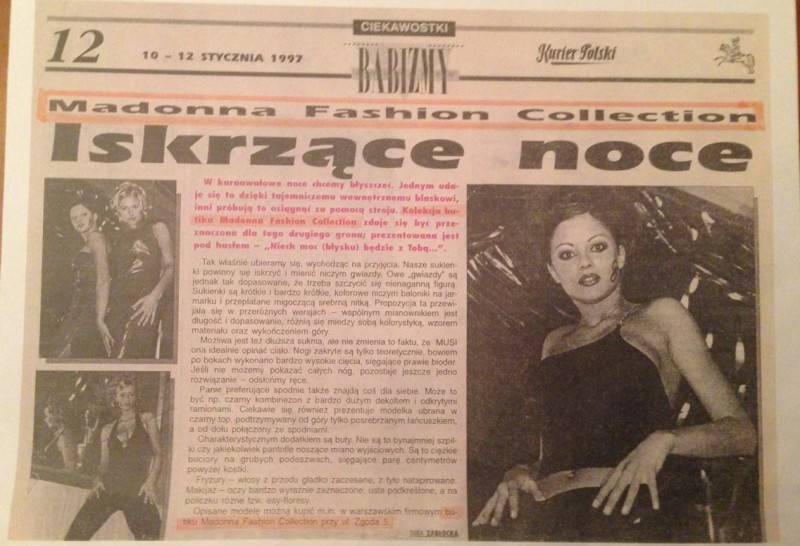 12
10 – 12 STYCZNIA 1997
CIEKAWOSTKI
BABIZMY
Kurier Polski
Madonna Fashion Collection
Iskrzące noce
W karnawałowe noce chcemy błyszczeć. Jednym uda-
je się to dzięki tajemniczemu wewnętrznemu blaskowi,
inni próbują to osiągnąć za pomocą stroju. Kolekcja bu-
tiku Madonna Fashion Collection zdaje się być prze-
znaczona dla tego drugiego grona; prezentowana jest
pod hasłem – „Niech moc (błysku) będzie z Tobą...".
Tak właśnie ubieramy się, wychodząc na przyjęcia. Nasze sukien-
ki powinny się iskrzyć i mienić niczym gwiazdy. Owe „gwiazdy" są
jednak tak dopasowane, że trzeba szczycić się nienaganną figurą.
Sukienki są krótkie i bardzo krótkie, kolorowe niczym baloniki na jar-
marku i przeplatane migoczącą srebrną nitką. Propozycja ta przewi-
jała się w przeróżnych wersjach – wspólnym mianownikiem jest
długość i dopasowanie, różnią się między sobą kolorystyką, wzorem
materiału oraz wykończeniem góry.
Możliwa jest też dłuższa suknia, ale nie zmienia to faktu, że MUSI
ona idealnie opinać ciało. Nogi zakryte są tylko teoretycznie, bowiem
po bokach wykonano bardzo wysokie cięcia, sięgające prawie bioder.
Jeśli nie możemy pokazać całych nóg, pozostaje jeszcze jedno
rozwiązanie – odsłońmy ręce.
Panie preferujące spodnie także znajdą coś dla siebie. Może to
być np. czarny kombinezon z bardzo dużym dekoltem i odkrytymi
ramionami. Ciekawie się również prezentuje modelka ubrana w
czarny top, podtrzymywany od góry tylko posrebrzanym łańcuszkiem,
a od dołu połączony ze spodniami.
Charakterystycznym dodatkiem są buty. Nie są to bynajmniej szpil-
ki czy jakiekolwiek pantofle noszące miano wyjściowych. Są to ciężkie
buciory na grubych podeszwach, sięgające parę centymetrów
powyżej kostki.
Fryzury – włosy z przodu gładko zaczesane, z tyłu natapirowane.
Makijaż – oczy bardzo wyraźnie zaznaczone, usta podkreślone, a na
policzku różne tzw. esy-floresy.
Opisane modele można kupić m.in. w warszawskim firmowym bu-
tiku Madonna Fashion Collection przy ul. Zgoda 5.
ZABŁOCKA